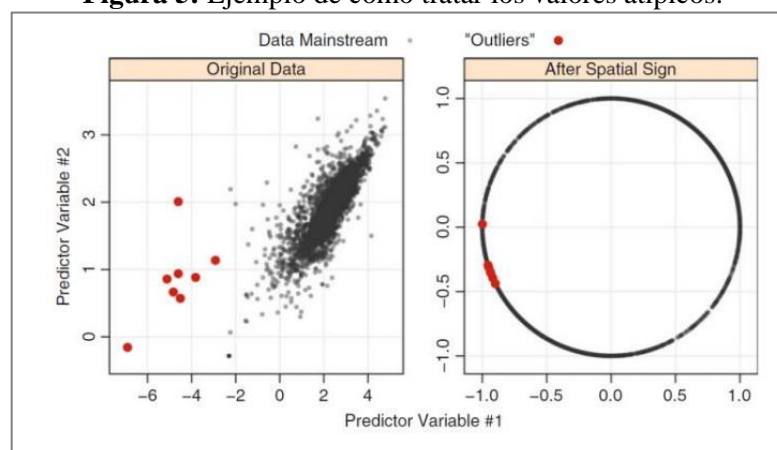 Figura 3. Ejemplo de cómo tratar los valores atípicos.
Data Mainstream "Outliers"
Original Data
After Spatial Sign
Predictor Variable #2
3
2
1
0
−6 −4 −2 0 2 4
1.0
0.5
0.0
−0.5
−1.0
−1.0 −0.5 0.0 0.5 1.0
Predictor Variable #1